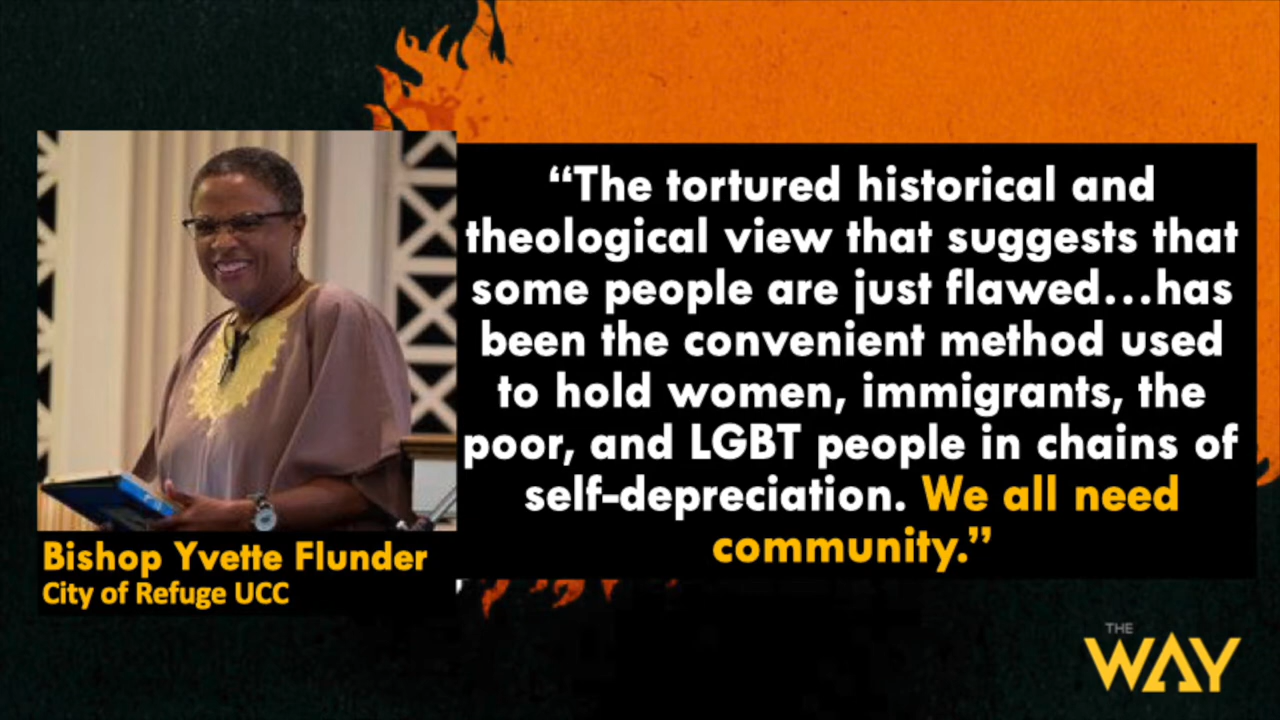 “The tortured historical and
theological view that suggests that
some people are just flawed...has
been the convenient method used
to hold women, immigrants, the
poor, and LGBT people in chains of
self-depreciation. We all need
community.”
Bishop Yvette Flunder
City of Refuge UCC
THE
WAY